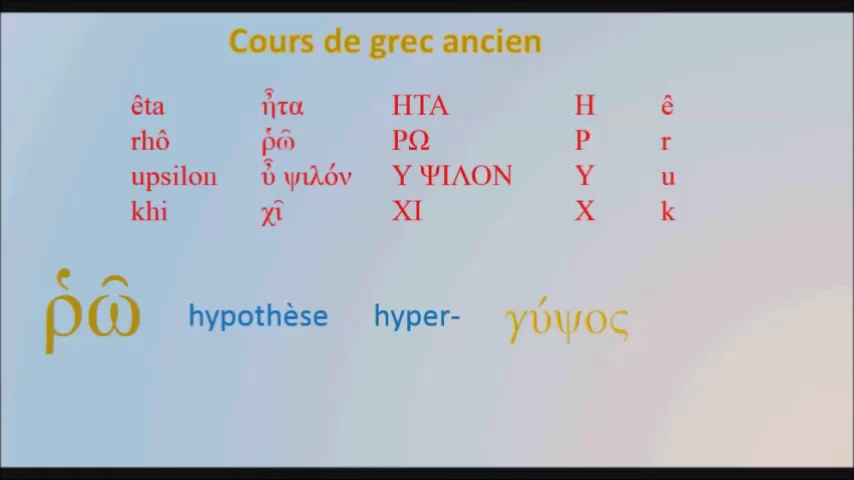 Cours de grec ancien
êta ἦτα ΗΤΑ Η ê
rhô ῥῶ ΡΩ Ρ r
upsilon ὖ ψιλόν Υ ΨΙΛΟΝ Υ u
khi χῖ ΧΙ Χ k
ῥῶ hypothèse hyper- γύψος